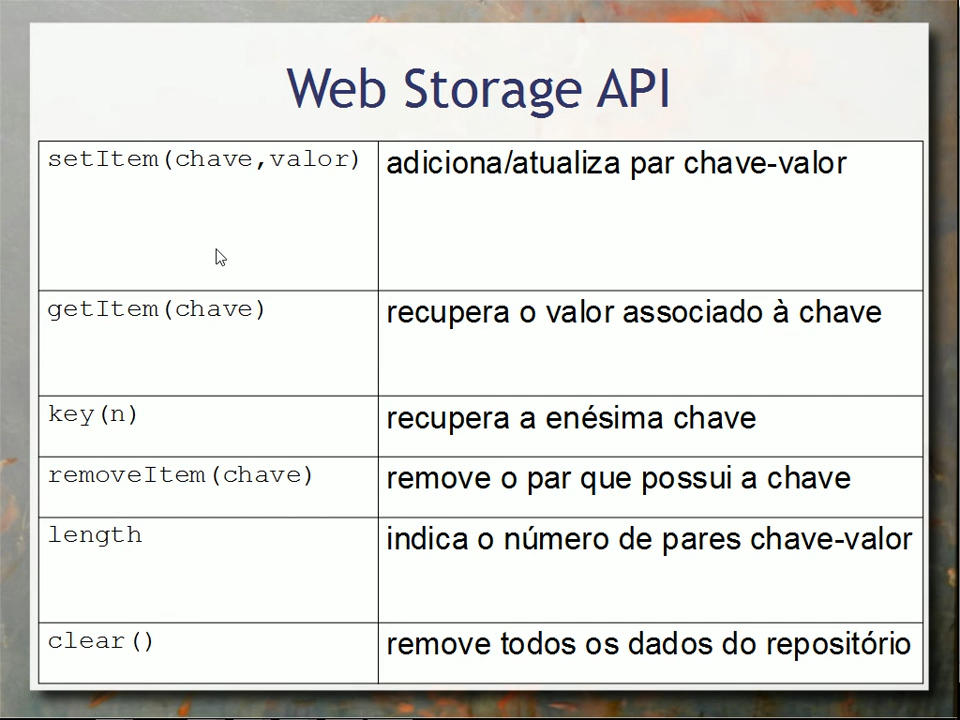 Web Storage API
setItem(chave,valor) adiciona/atualiza par chave-valor
getItem(chave) recupera o valor associado à chave
key(n) recupera a enésima chave
removeItem(chave) remove o par que possui a chave
length indica o número de pares chave-valor
clear() remove todos os dados do repositório